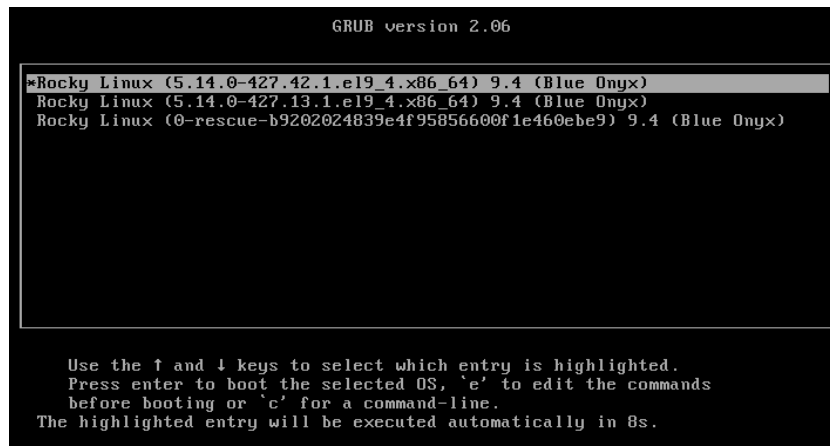 GRUB version 2.06
*Rocky Linux (5.14.0-427.42.1.el9_4.x86_64) 9.4 (Blue Onyx)
Rocky Linux (5.14.0-427.13.1.el9_4.x86_64) 9.4 (Blue Onyx)
Rocky Linux (0-rescue-b9202024839e4f95856600f1e460ebe9) 9.4 (Blue Onyx)
Use the ↑ and ↓ keys to select which entry is highlighted.
Press enter to boot the selected OS, `e' to edit the commands
before booting or `c' for a command-line.
The highlighted entry will be executed automatically in 8s.